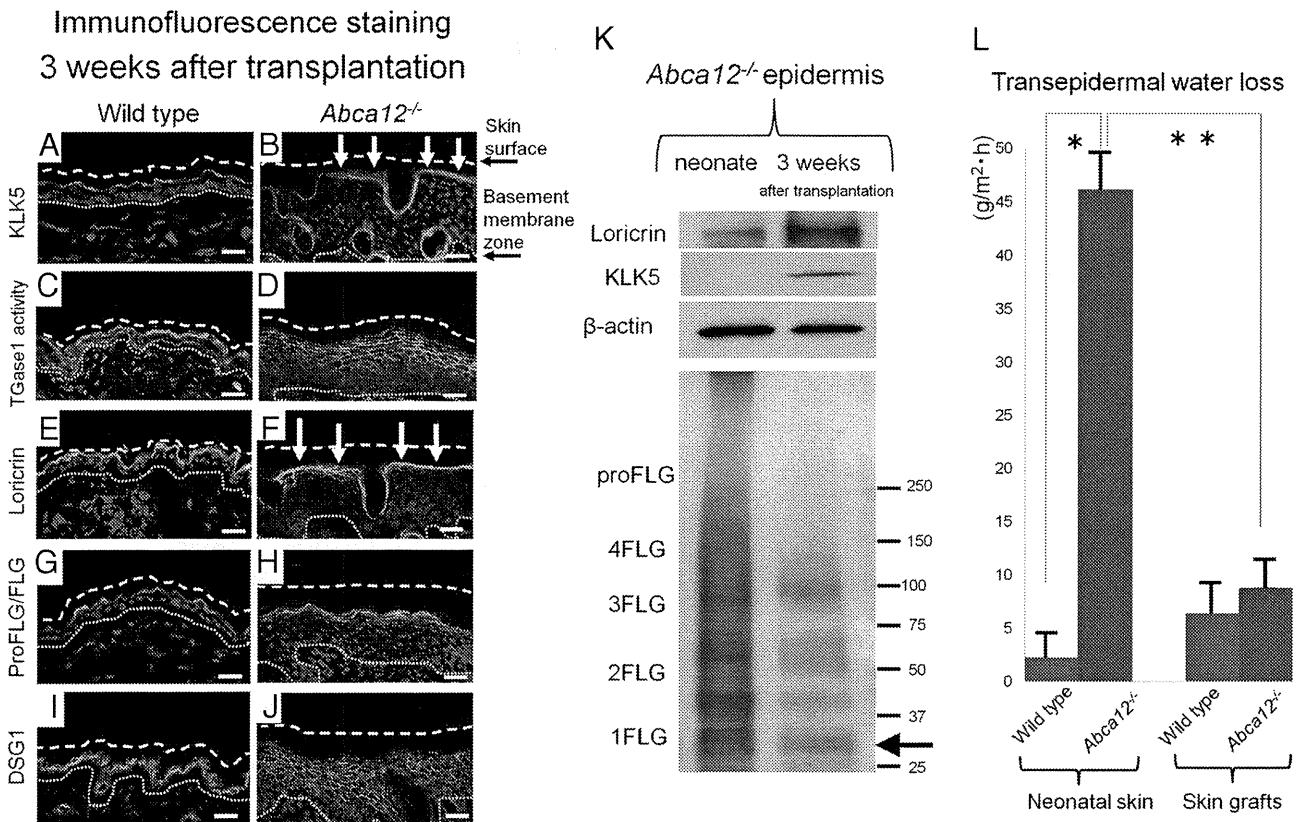 Immunofluorescence staining
3 weeks after transplantation
Wild type
Abca12-/-
A
B
Skin
surface
KLK5
Basement
membrane
zone
C
D
TGase1 activity
E
F
Loricrin
G
H
ProFLG/FLG
I
J
DSG1
K
Abca12-/- epidermis
neonate
3 weeks
after transplantation
Loricrin
KLK5
β-actin
proFLG
250
4FLG
150
100
3FLG
75
2FLG
50
37
1FLG
25
L
Transepidermal water loss
* **
(g/m²·h)
50
45
40
35
30
25
20
15
10
5
0
Wild type
Abca12-/-
Wild type
Abca12-/-
Neonatal skin
Skin grafts